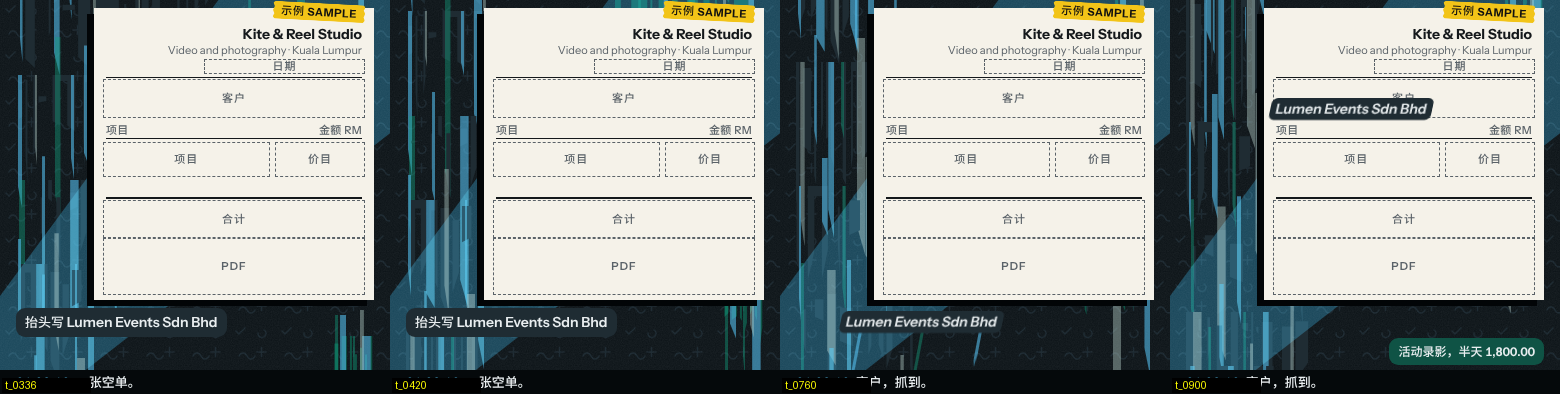 示例 SAMPLE
Kite & Reel Studio
Video and photography · Kuala Lumpur
日期
客户
项目 金额 RM
项目 价目
合计
PDF
抬头写 Lumen Events Sdn Bhd
张空单。
t_0336
示例 SAMPLE
Kite & Reel Studio
Video and photography · Kuala Lumpur
日期
客户
项目 金额 RM
项目 价目
合计
PDF
抬头写 Lumen Events Sdn Bhd
张空单。
t_0420
示例 SAMPLE
Kite & Reel Studio
Video and photography · Kuala Lumpur
日期
客户
项目 金额 RM
项目 价目
合计
PDF
Lumen Events Sdn Bhd
户，抓到。
t_0760
示例 SAMPLE
Kite & Reel Studio
Video and photography · Kuala Lumpur
日期
客户
Lumen Events Sdn Bhd
项目 金额 RM
项目 价目
合计
PDF
活动录影，半天 1,800.00
户，抓到。
t_0900